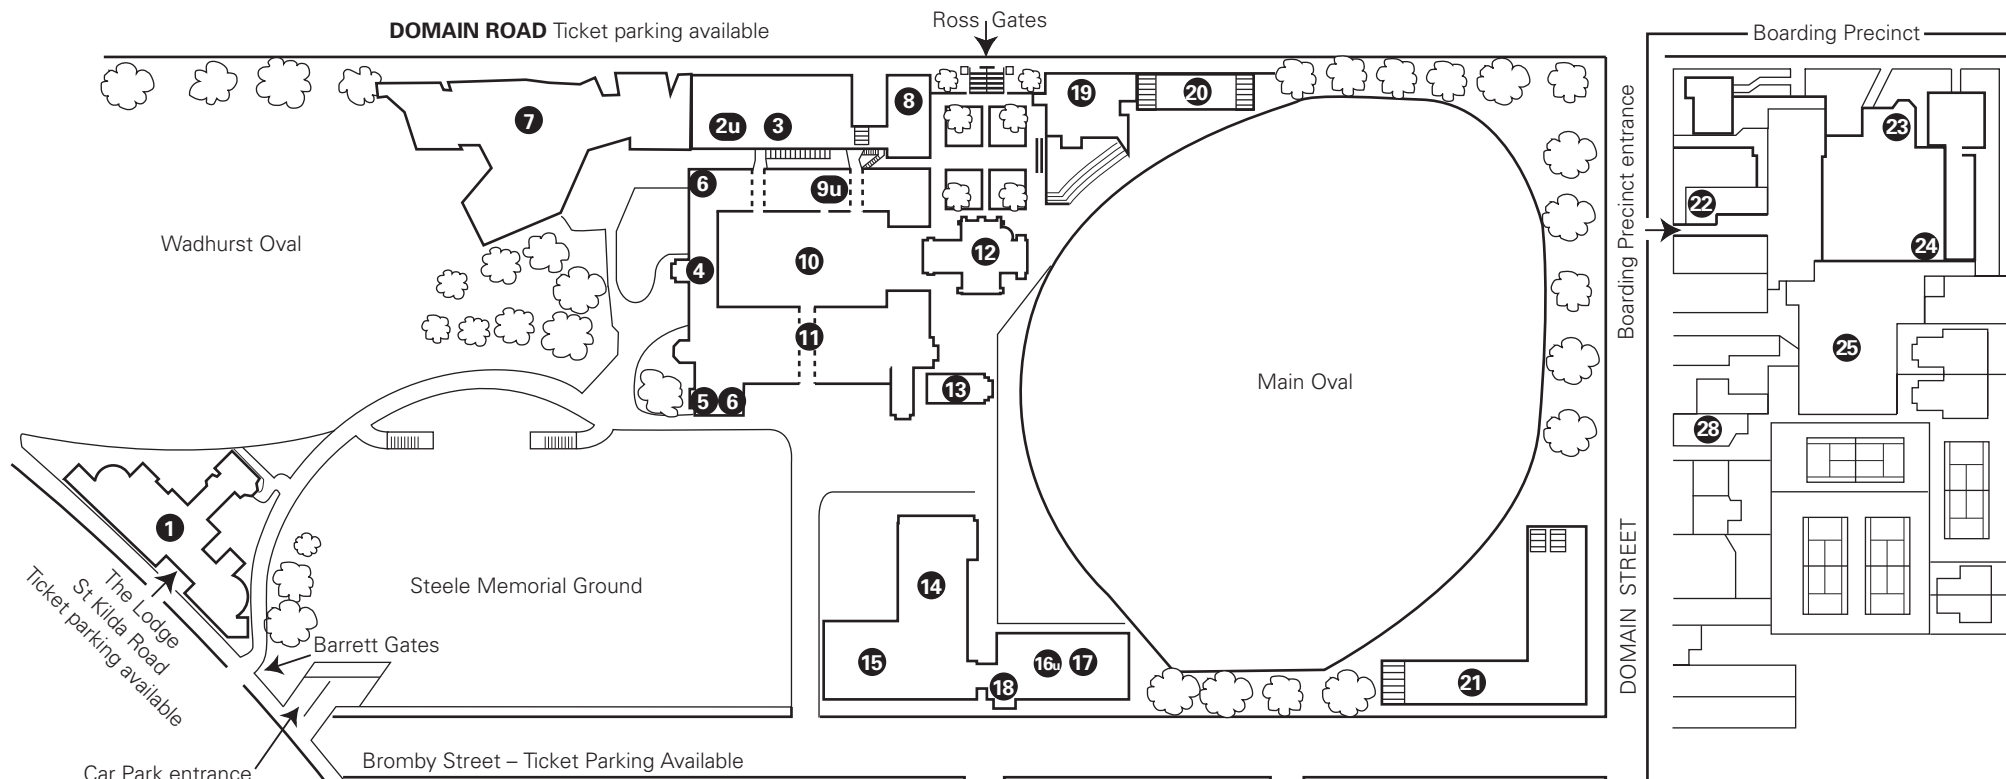 DOMAIN ROAD Ticket parking available
Ross Gates
Boarding Precinct
7
2u
3
8
19
20
23
6
9u
22
Boarding Precinct entrance
Wadhurst Oval
4
10
12
24
11
25
Main Oval
5
6
13
28
1
Steele Memorial Ground
14
DOMAIN STREET
The Lodge
St Kilda Road
Ticket parking available
Barrett Gates
15
16u
17
18
21
Car Park entrance
Bromby Street – Ticket Parking Available